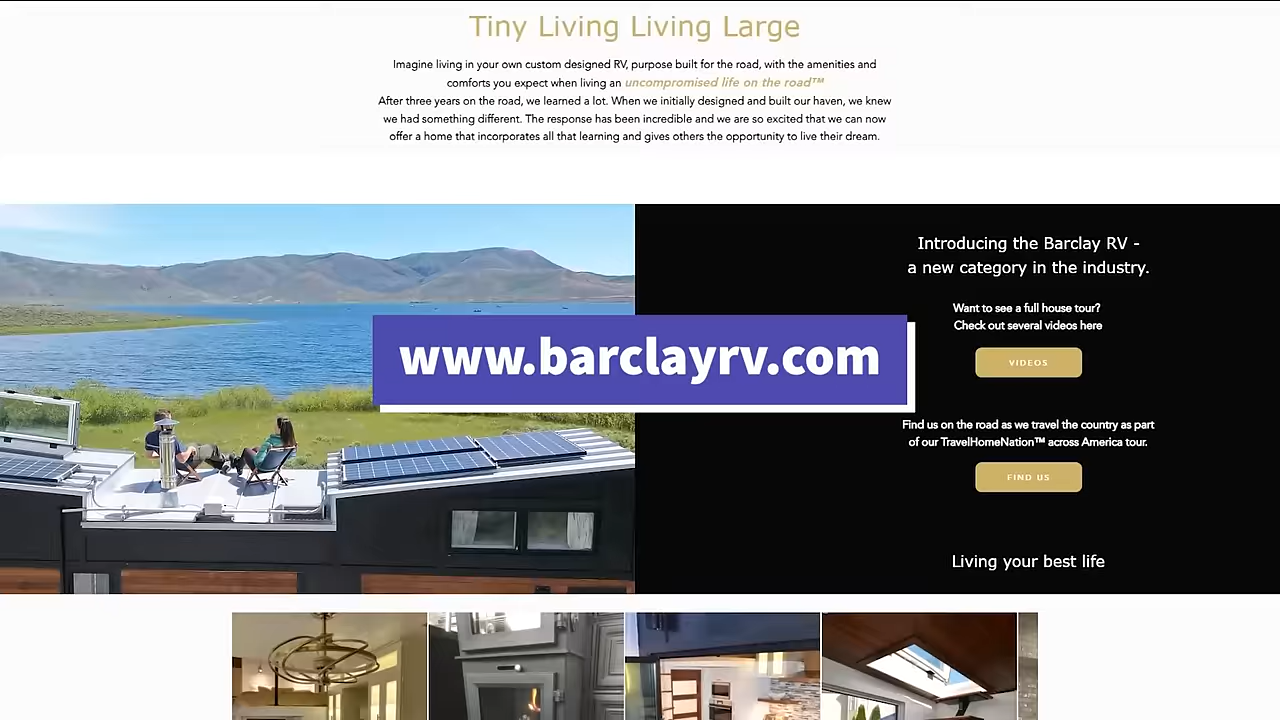 Tiny Living Living Large
Imagine living in your own custom designed RV, purpose built for the road, with the amenities and
comforts you expect when living an uncompromised life on the road™
After three years on the road, we learned a lot. When we initially designed and built our haven, we knew
we had something different. The response has been incredible and we are so excited that we can now
offer a home that incorporates all that learning and gives others the opportunity to live their dream.
Introducing the Barclay RV -
a new category in the industry.
Want to see a full house tour?
Check out several videos here
VIDEOS
www.barclayrv.com
Find us on the road as we travel the country as part
of our TravelHomeNation™ across America tour.
FIND US
Living your best life